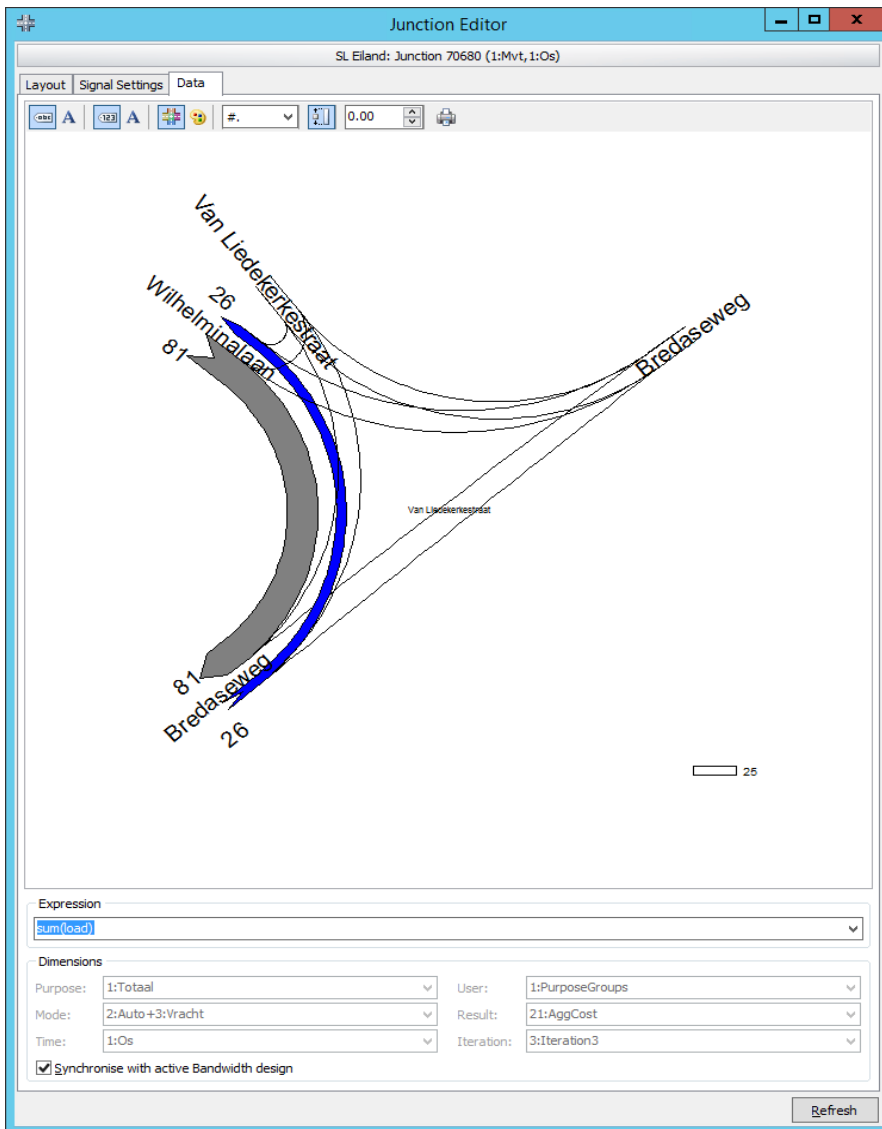 Junction Editor
SL Eiland: Junction 70680 (1:Mvt,1:Os)
Layout Signal Settings Data
abc A 123 A #. 0.00
Van Liedekerkestraat
26
Wilhelminalaan
81
Bredaseweg
Van Liedekerkestraat
81
Bredaseweg
26
25
Expression
sum(load)
Dimensions
Purpose: 1:Totaal User: 1:PurposeGroups
Mode: 2:Auto+3:Vracht Result: 21:AggCost
Time: 1:Os Iteration: 3:Iteration3
Synchronise with active Bandwidth design
Refresh